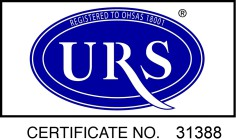 REGISTERED TO OHSAS 18001
®
URS
CERTIFICATE NO. 31388